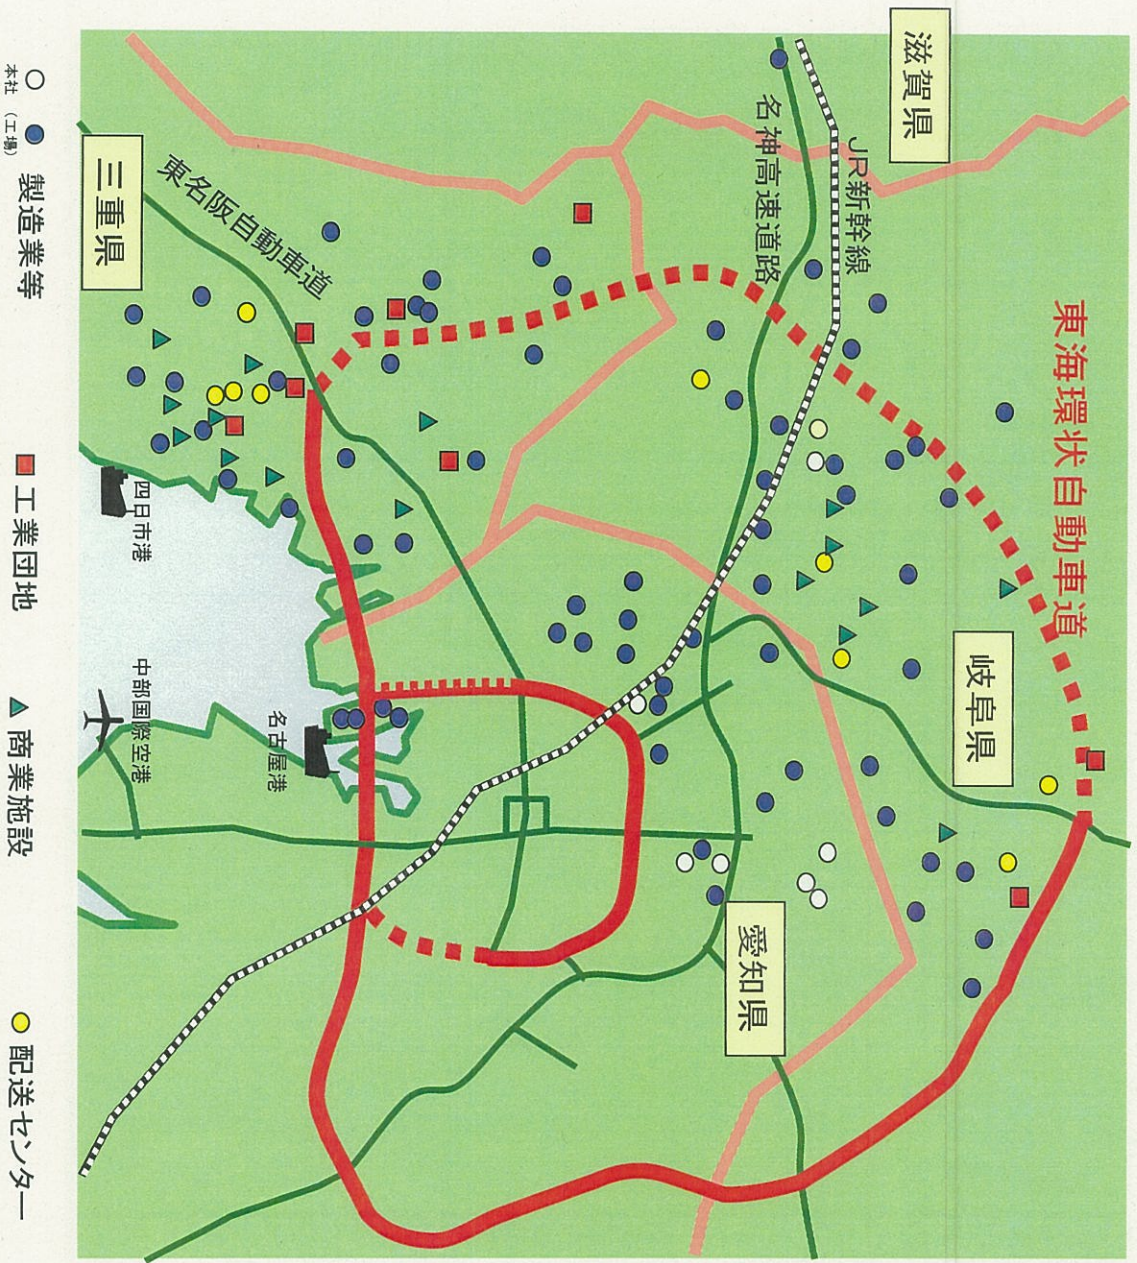 滋賀県
JR新幹線
名神高速道路
東海環状自動車道
岐阜県
三重県
東名阪自動車道
四日市港
中部国際空港
名古屋港
愛知県
本社 (工場) 製造業等
工業団地
商業施設
配送センター